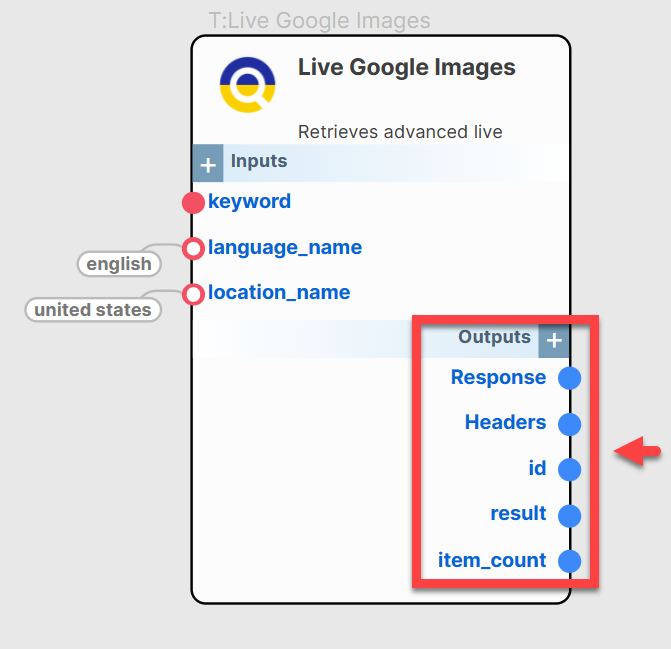 T:Live Google Images
Live Google Images
Retrieves advanced live
+ Inputs
keyword
language_name
english
location_name
united states
Outputs +
Response
Headers
id
result
item_count